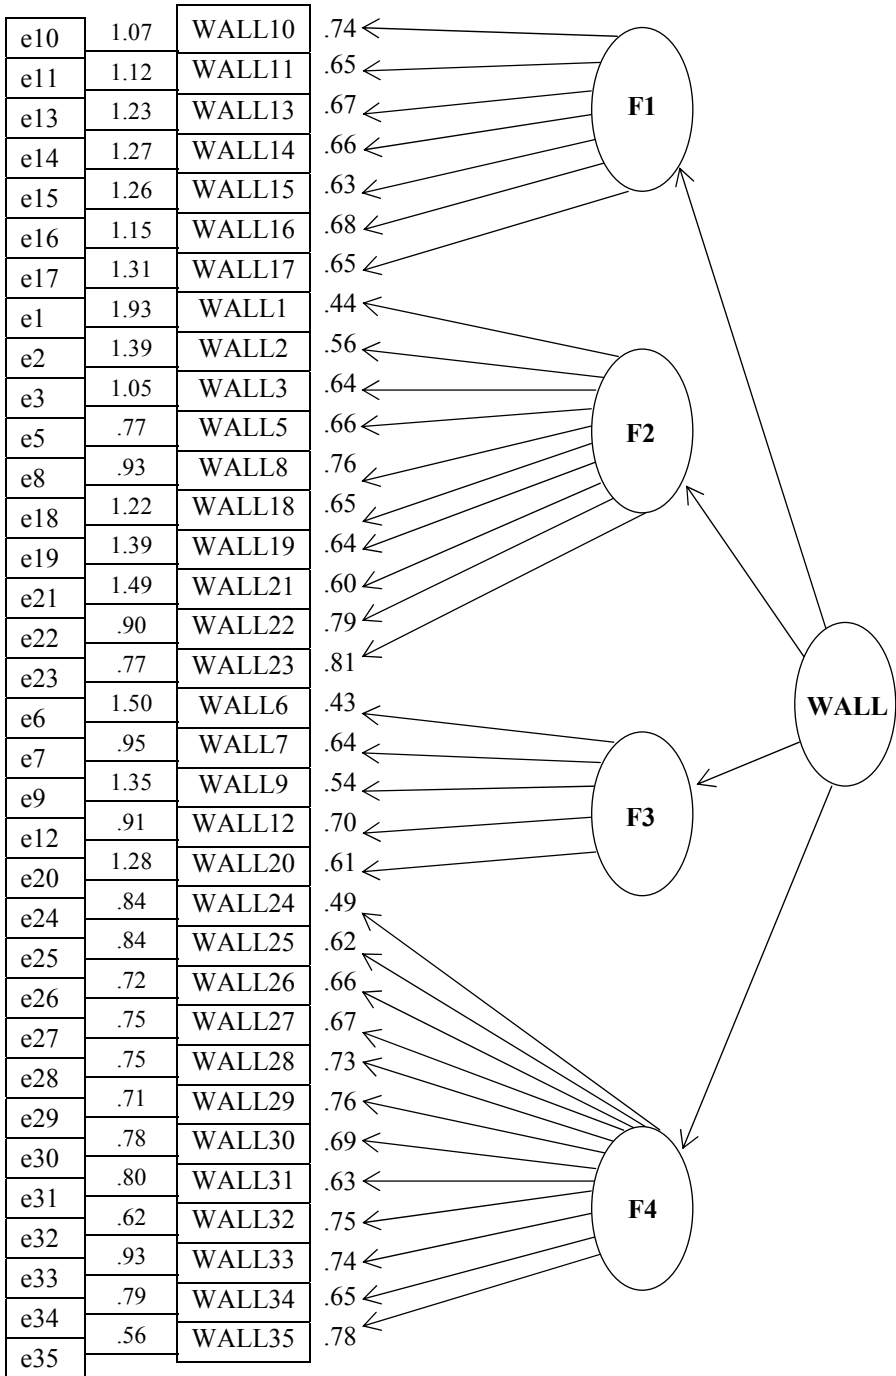 e10 1.07 WALL10 .74
e11 1.12 WALL11 .65
e13 1.23 WALL13 .67
F1
e14 1.27 WALL14 .66
e15 1.26 WALL15 .63
e16 1.15 WALL16 .68
e17 1.31 WALL17 .65
e1 1.93 WALL1 .44
e2 1.39 WALL2 .56
e3 1.05 WALL3 .64
e5 .77 WALL5 .66
F2
e8 .93 WALL8 .76
e18 1.22 WALL18 .65
e19 1.39 WALL19 .64
e21 1.49 WALL21 .60
e22 .90 WALL22 .79
e23 .77 WALL23 .81
e6 1.50 WALL6 .43
WALL
e7 .95 WALL7 .64
e9 1.35 WALL9 .54
e12 .91 WALL12 .70
F3
e20 1.28 WALL20 .61
e24 .84 WALL24 .49
e25 .84 WALL25 .62
e26 .72 WALL26 .66
e27 .75 WALL27 .67
e28 .75 WALL28 .73
e29 .71 WALL29 .76
e30 .78 WALL30 .69
e31 .80 WALL31 .63
F4
e32 .62 WALL32 .75
e33 .93 WALL33 .74
e34 .79 WALL34 .65
e35 .56 WALL35 .78